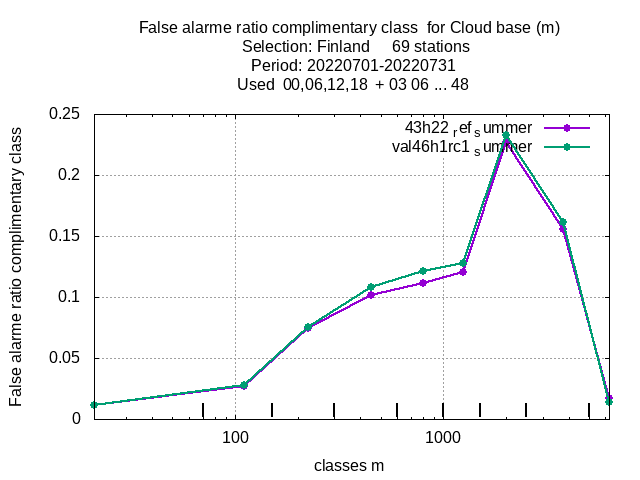 False alarme ratio complimentary class for Cloud base (m)
Selection: Finland 69 stations
Period: 20220701-20220731
Used 00,06,12,18 + 03 06 ... 48
43h22 ref summer
val46h1rc1 summer
False alarme ratio complimentary class
0.25
0.2
0.15
0.1
0.05
0
100
1000
classes m